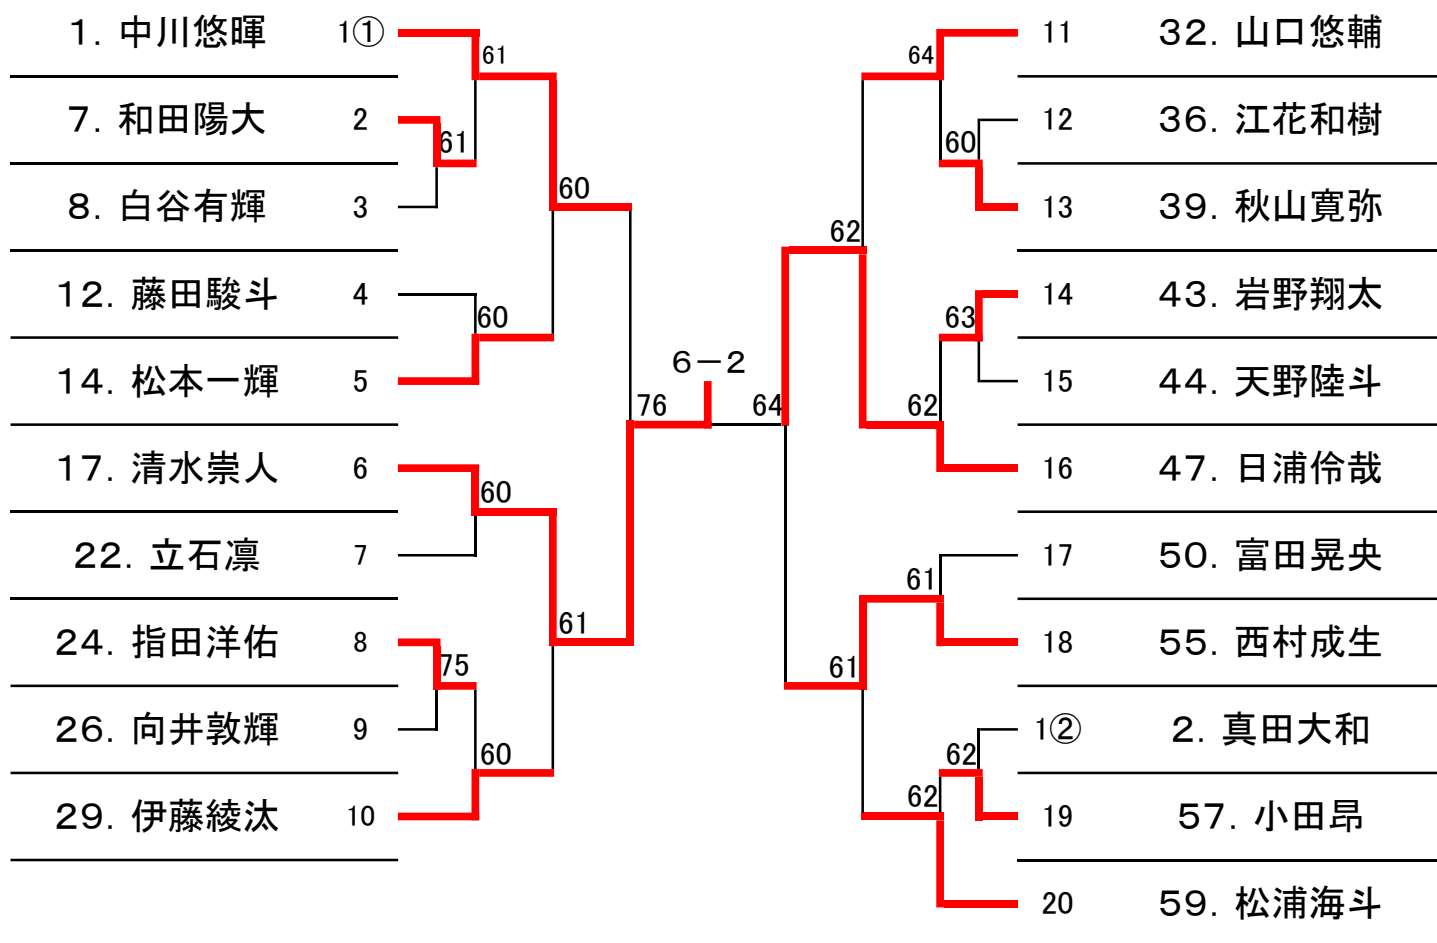 1. 中川悠暉 1①
7. 和田陽大 2
8. 白谷有輝 3
12. 藤田駿斗 4
14. 松本一輝 5
17. 清水崇人 6
22. 立石凛 7
24. 指田洋佑 8
26. 向井敦輝 9
29. 伊藤綾汰 10
61
61
60
60
60
61
75
60
76
6－2
64
64
60
62
63
62
61
61
62
62
11 32. 山口悠輔
12 36. 江花和樹
13 39. 秋山寛弥
14 43. 岩野翔太
15 44. 天野陸斗
16 47. 日浦伶哉
17 50. 富田晃央
18 55. 西村成生
1② 2. 真田大和
19 57. 小田昂
20 59. 松浦海斗